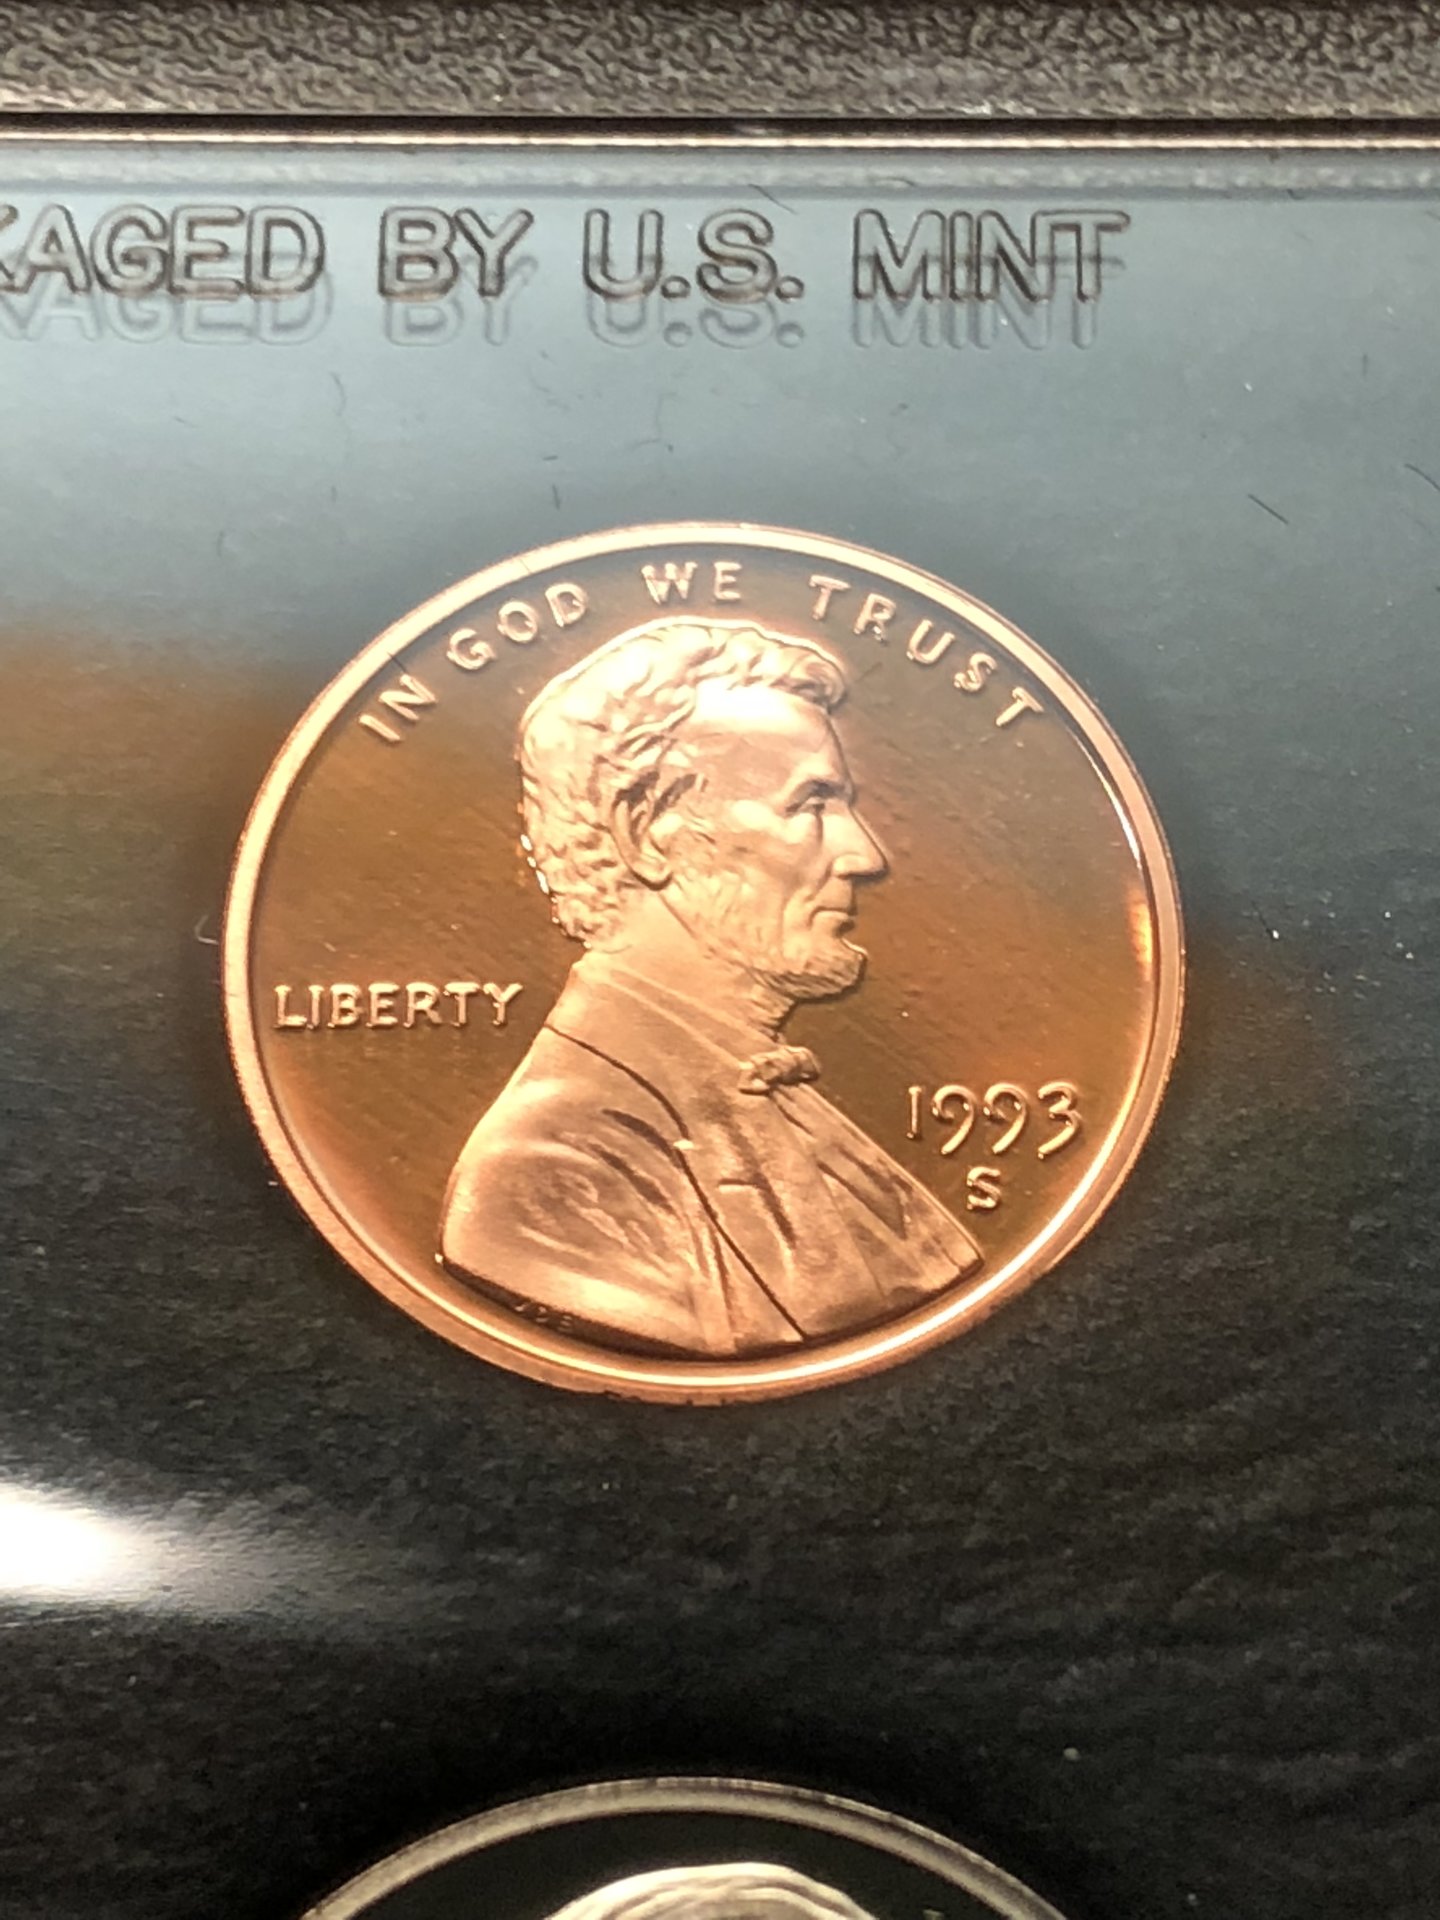 KAGED BY U.S. MINT
IN GOD WE TRUST
LIBERTY
1993
S